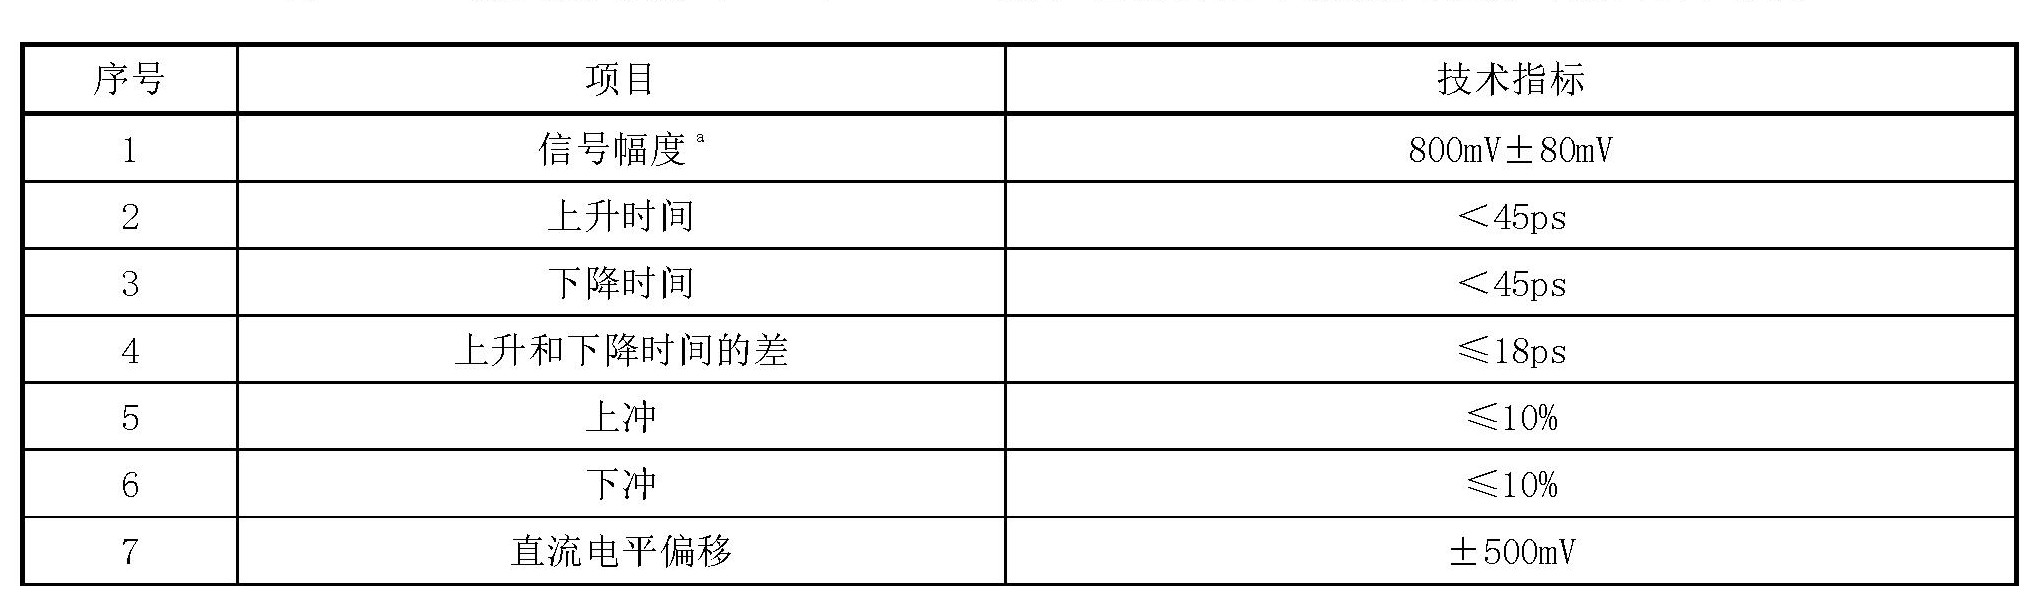 序号 项目 技术指标
1 信号幅度ᵃ 800mV±80mV
2 上升时间 ＜45ps
3 下降时间 ＜45ps
4 上升和下降时间的差 ≤18ps
5 上冲 ≤10%
6 下冲 ≤10%
7 直流电平偏移 ±500mV